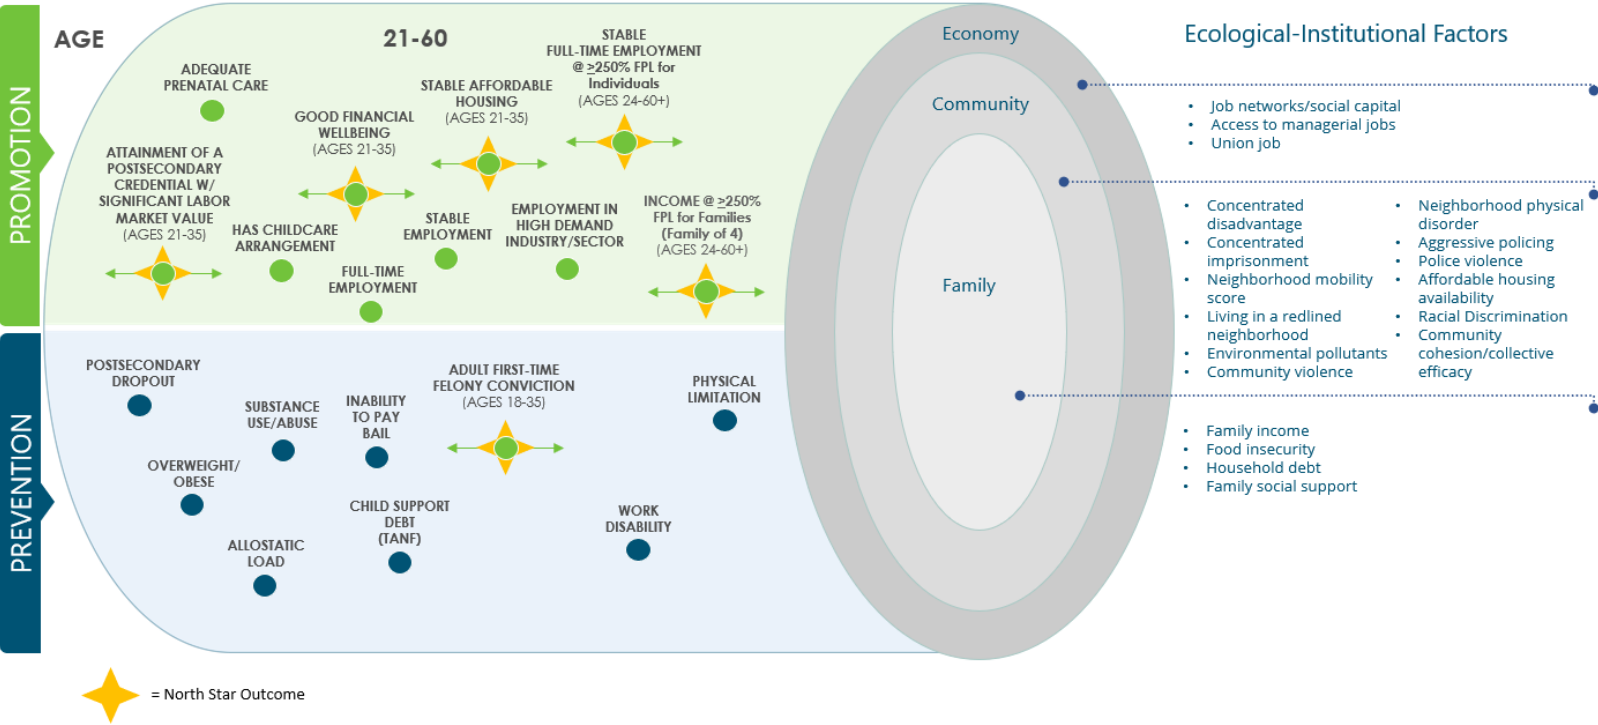 AGE
21-60
PROMOTION
ADEQUATE
PRENATAL CARE
ATTAINMENT OF A
POSTSECONDARY
CREDENTIAL W/
SIGNIFICANT LABOR
MARKET VALUE
(AGES 21-35)
GOOD FINANCIAL
WELLBEING
(AGES 21-35)
HAS CHILDCARE
ARRANGEMENT
FULL-TIME
EMPLOYMENT
STABLE AFFORDABLE
HOUSING
(AGES 21-35)
STABLE
EMPLOYMENT
STABLE
FULL-TIME EMPLOYMENT
@ ≥250% FPL for
Individuals
(AGES 24-60+)
EMPLOYMENT IN
HIGH DEMAND
INDUSTRY/SECTOR
INCOME @ ≥250%
FPL for Families
(Family of 4)
(AGES 24-60+)
PREVENTION
POSTSECONDARY
DROPOUT
OVERWEIGHT/
OBESE
SUBSTANCE
USE/ABUSE
ALLOSTATIC
LOAD
INABILITY
TO PAY
BAIL
CHILD SUPPORT
DEBT
(TANF)
ADULT FIRST-TIME
FELONY CONVICTION
(AGES 18-35)
WORK
DISABILITY
PHYSICAL
LIMITATION
Economy
Community
Family
Ecological-Institutional Factors
• Job networks/social capital
• Access to managerial jobs
• Union job
• Concentrated
disadvantage
• Concentrated
imprisonment
• Neighborhood mobility
score
• Living in a redlined
neighborhood
• Environmental pollutants
• Community violence
• Neighborhood physical
disorder
• Aggressive policing
• Police violence
• Affordable housing
availability
• Racial Discrimination
• Community
cohesion/collective
efficacy
• Family income
• Food insecurity
• Household debt
• Family social support
= North Star Outcome